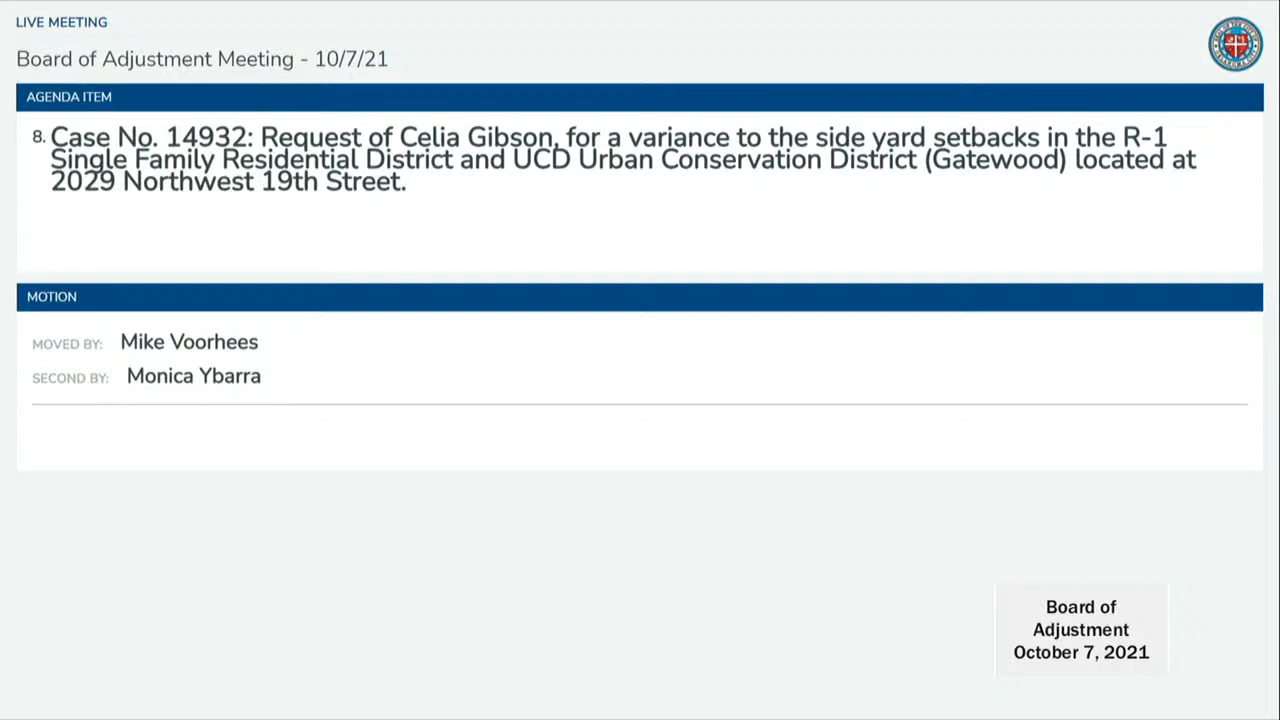 LIVE MEETING
Board of Adjustment Meeting - 10/7/21
AGENDA ITEM
8. Case No. 14932: Request of Celia Gibson, for a variance to the side yard setbacks in the R-1
Single Family Residential District and UCD Urban Conservation District (Gatewood) located at
2029 Northwest 19th Street.
MOTION
MOVED BY: Mike Voorhees
SECOND BY: Monica Ybarra
Board of
Adjustment
October 7, 2021